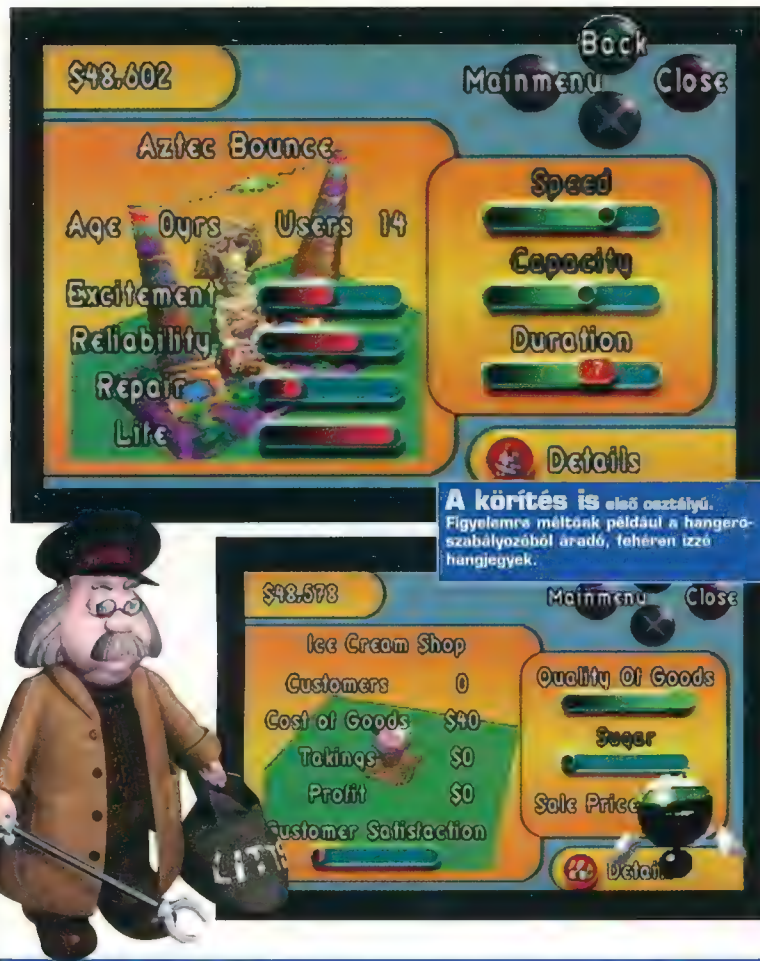 Back
$48,602
Mainmenu Close
Aztec Bounce
Age 0yrs Users 14
Excitement
Reliability
Repair
Life
Speed
Capacity
Duration
Details
A körítés is első osztályú.
Figyelemre méltónk például a hangerő-
szabályozóból áradó, fehéren izzó
hangjegyek.
$48,578
Mainmenu Close
Ice Cream Shop
Customers 0
Cost of Goods $40
Takings $0
Profit $0
Customer Satisfaction
Quality Of Goods
Sugar
Sale Price
LITT